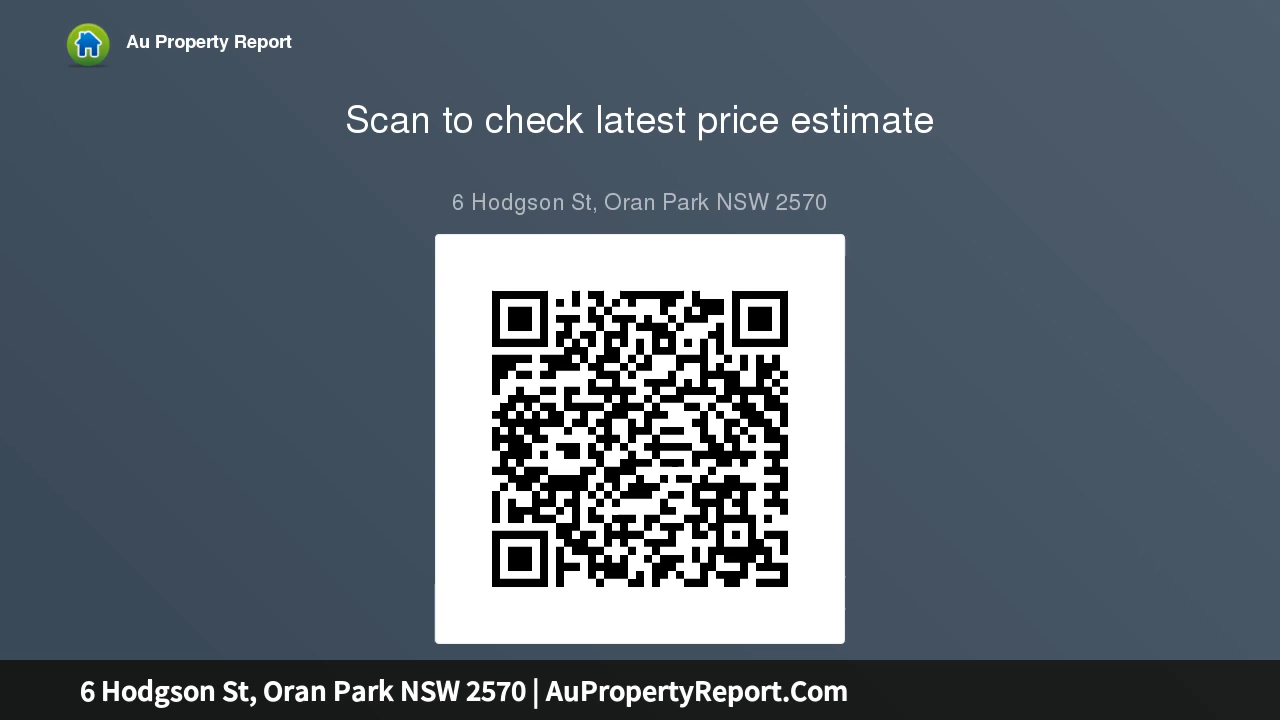 Au Property Report
Scan to check latest price estimate
6 Hodgson St, Oran Park NSW 2570
6 Hodgson St, Oran Park NSW 2570 | AuPropertyReport.Com